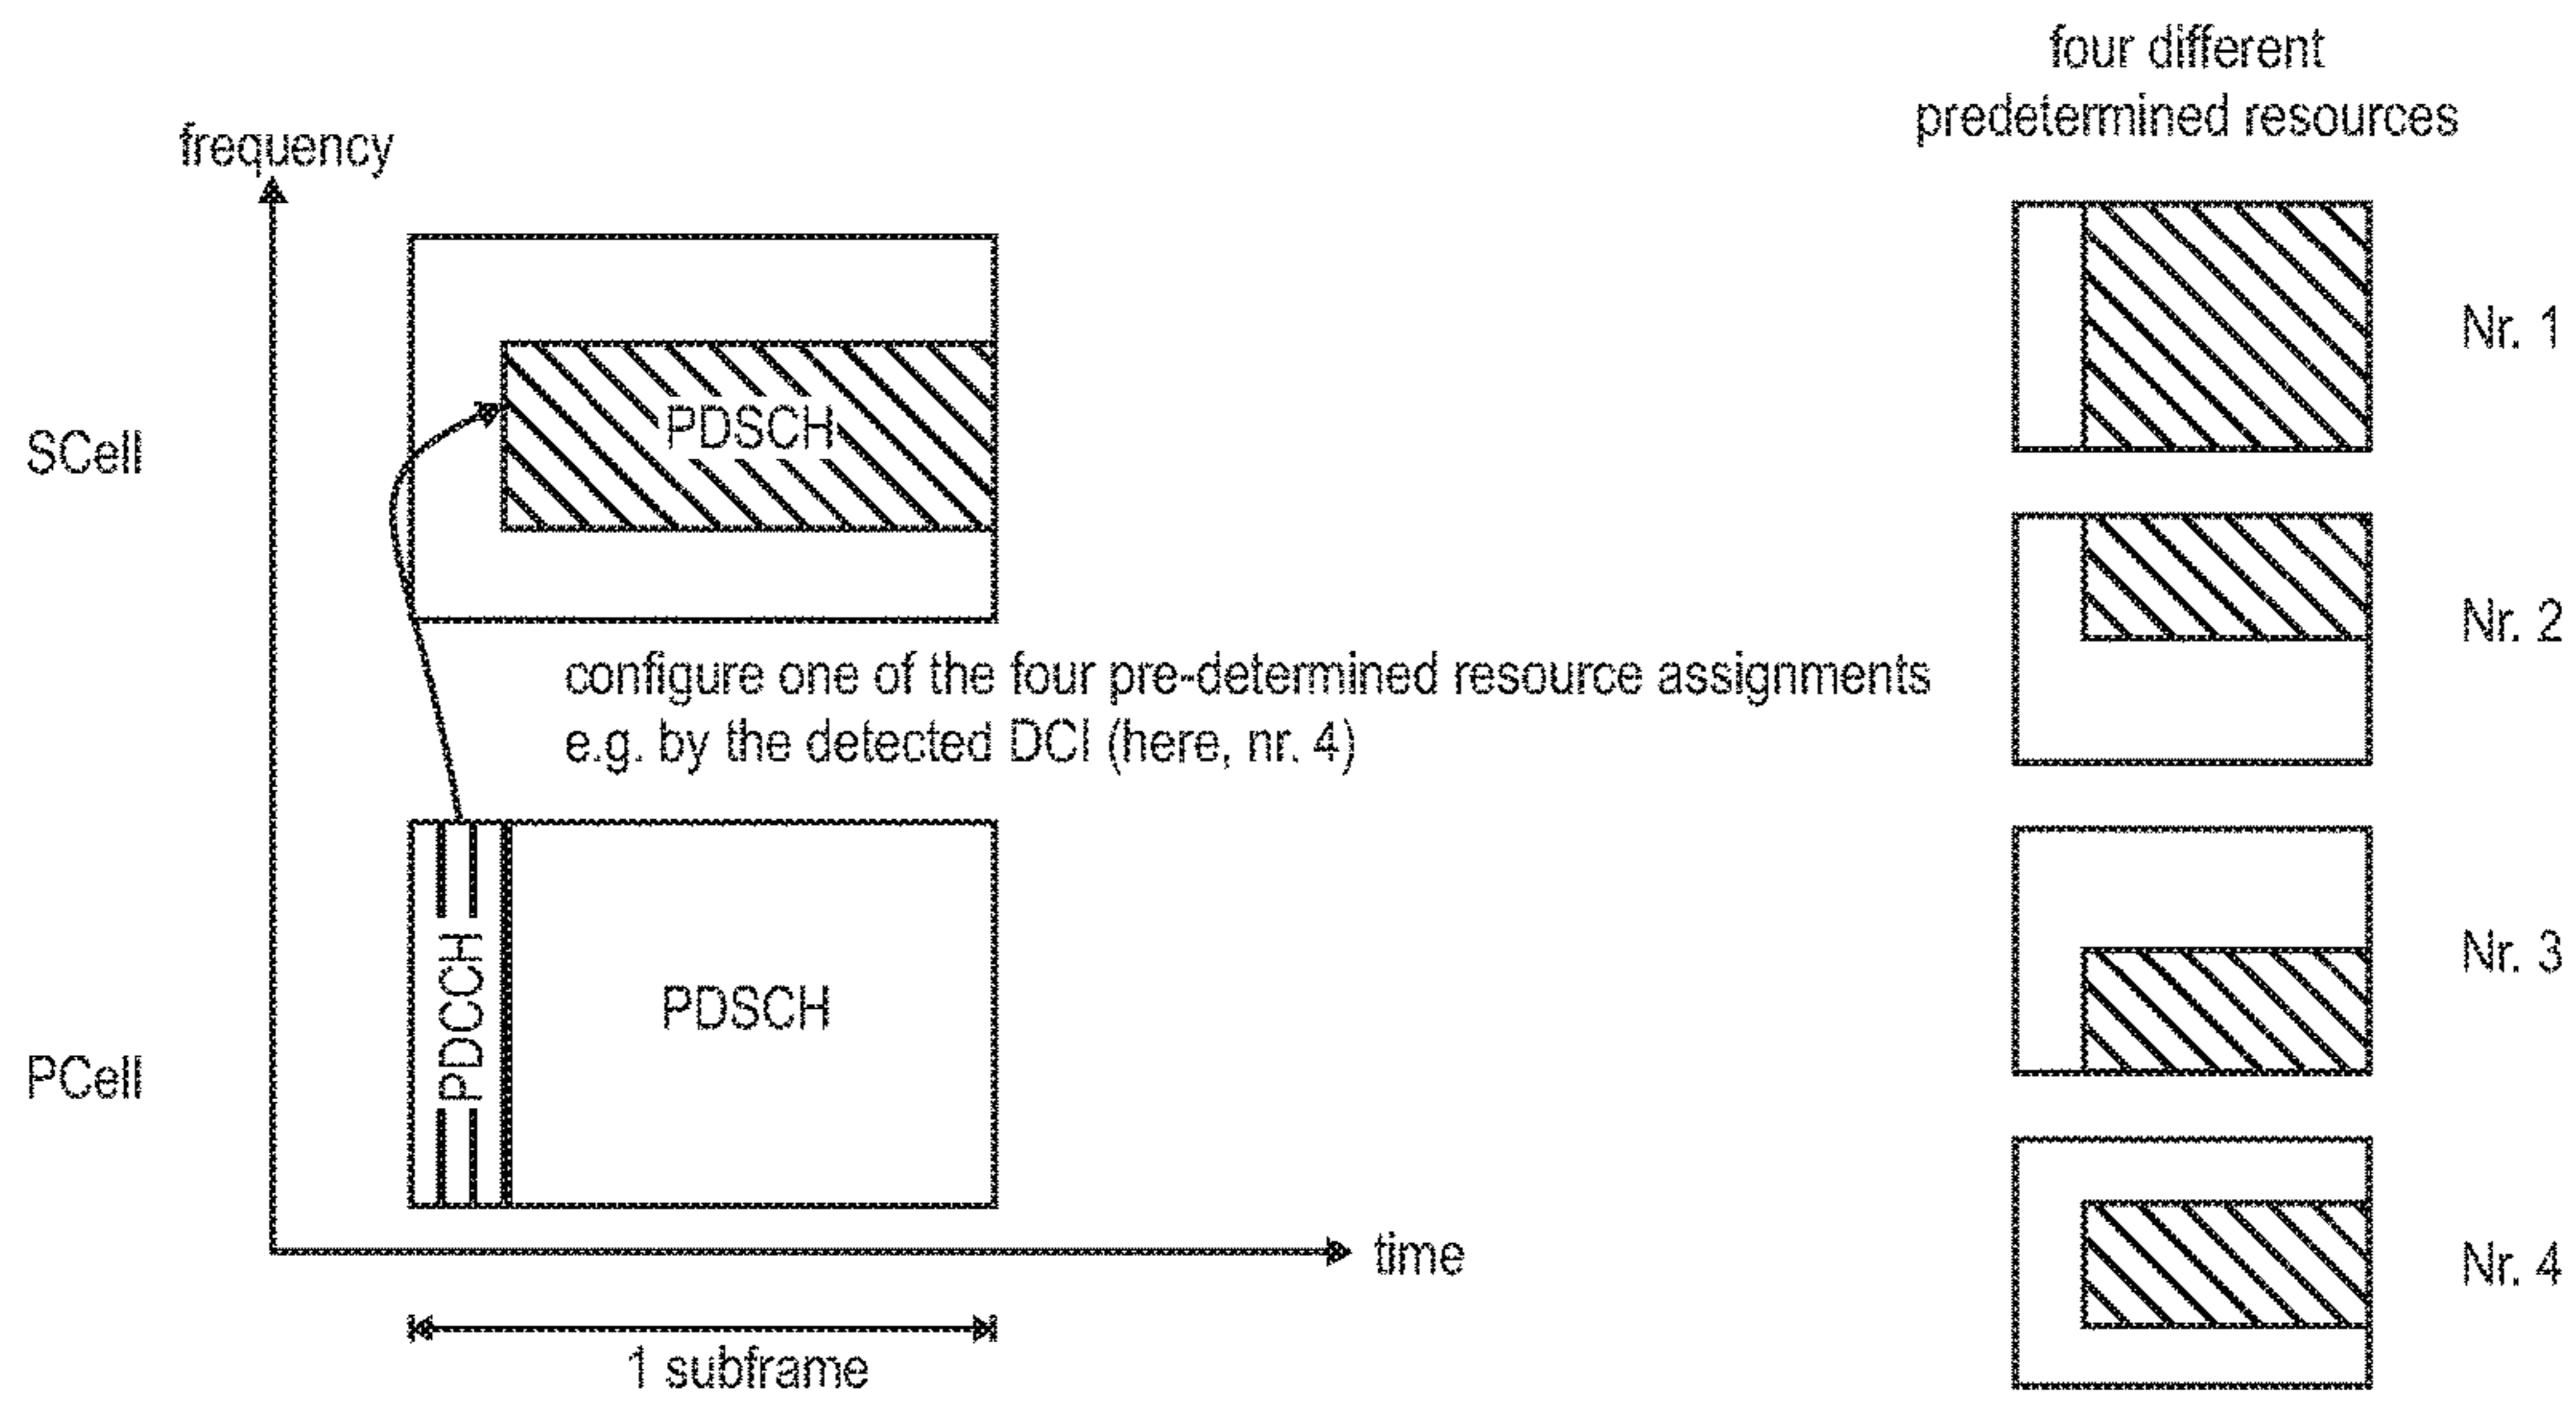 four different
predetermined resources
frequency
SCell
PDSCH
Nr. 1
Nr. 2
configure one of the four pre-determined resource assignments
e.g. by the detected DCI (here, nr. 4)
PCell
PDCCH
PDSCH
Nr. 3
Nr. 4
time
1 subframe